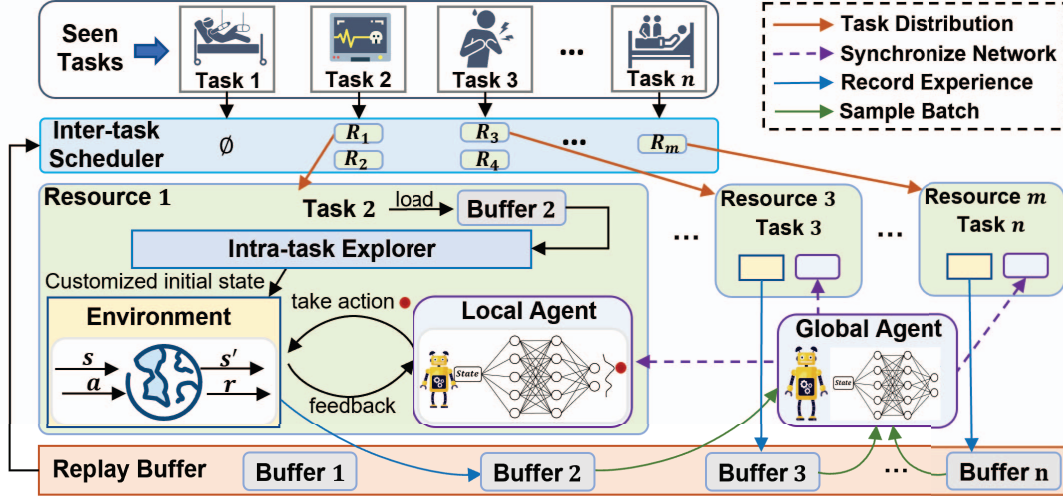 Seen
Tasks
Task 1
Task 2
Task 3
...
Task n
Task Distribution
Synchronize Network
Record Experience
Sample Batch
Inter-task
Scheduler
∅
R₁
R₂
R₃
R₄
...
Rₘ
Resource 1
Task 2
load
Buffer 2
Intra-task Explorer
Customized initial state
Environment
s
a
s′
r
take action
feedback
Local Agent
State
...
Resource 3
Task 3
...
Resource m
Task n
Global Agent
State
Replay Buffer
Buffer 1
Buffer 2
Buffer 3
...
Buffer n